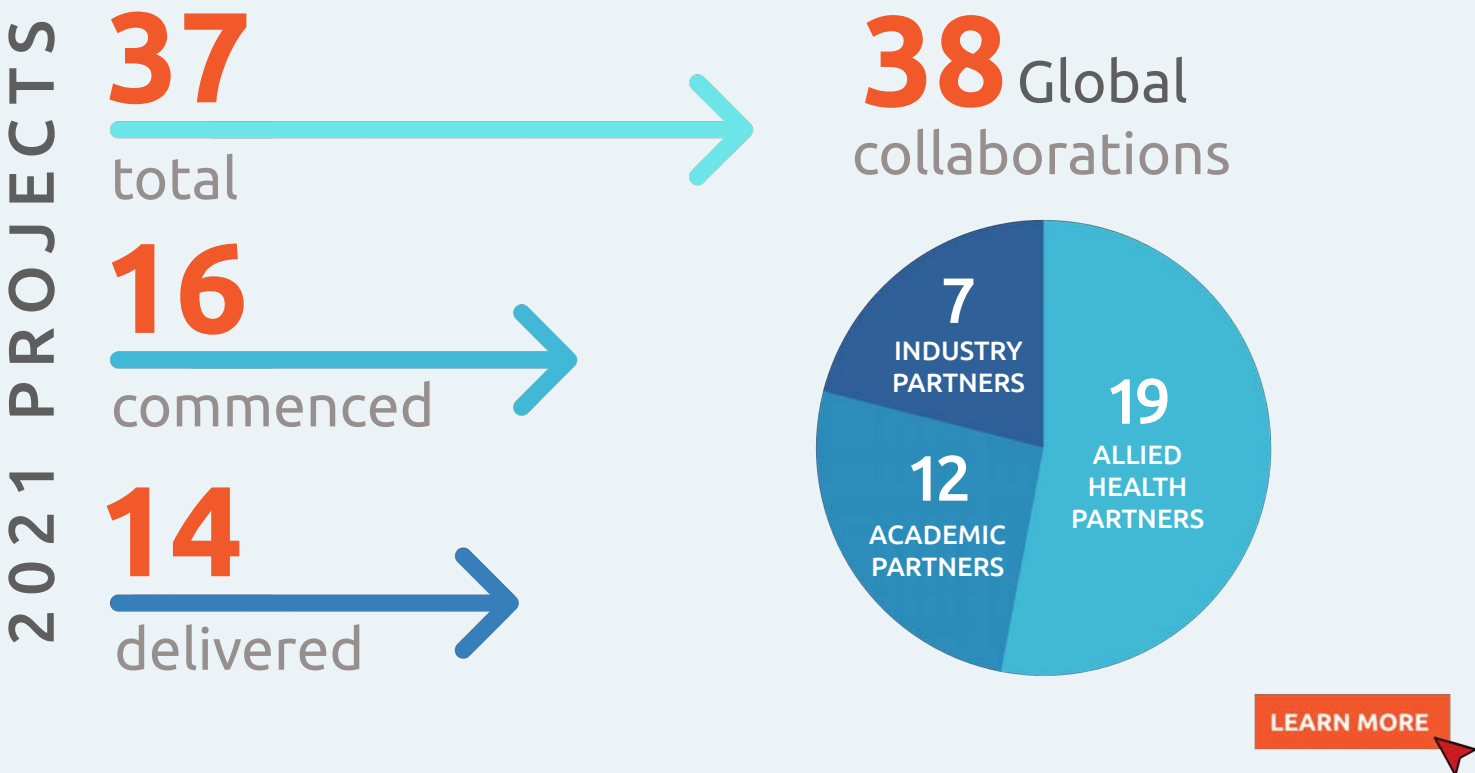 2021 PROJECTS
37
total
16
commenced
14
delivered
38 Global
collaborations
7
INDUSTRY
PARTNERS
19
ALLIED
HEALTH
PARTNERS
12
ACADEMIC
PARTNERS
LEARN MORE